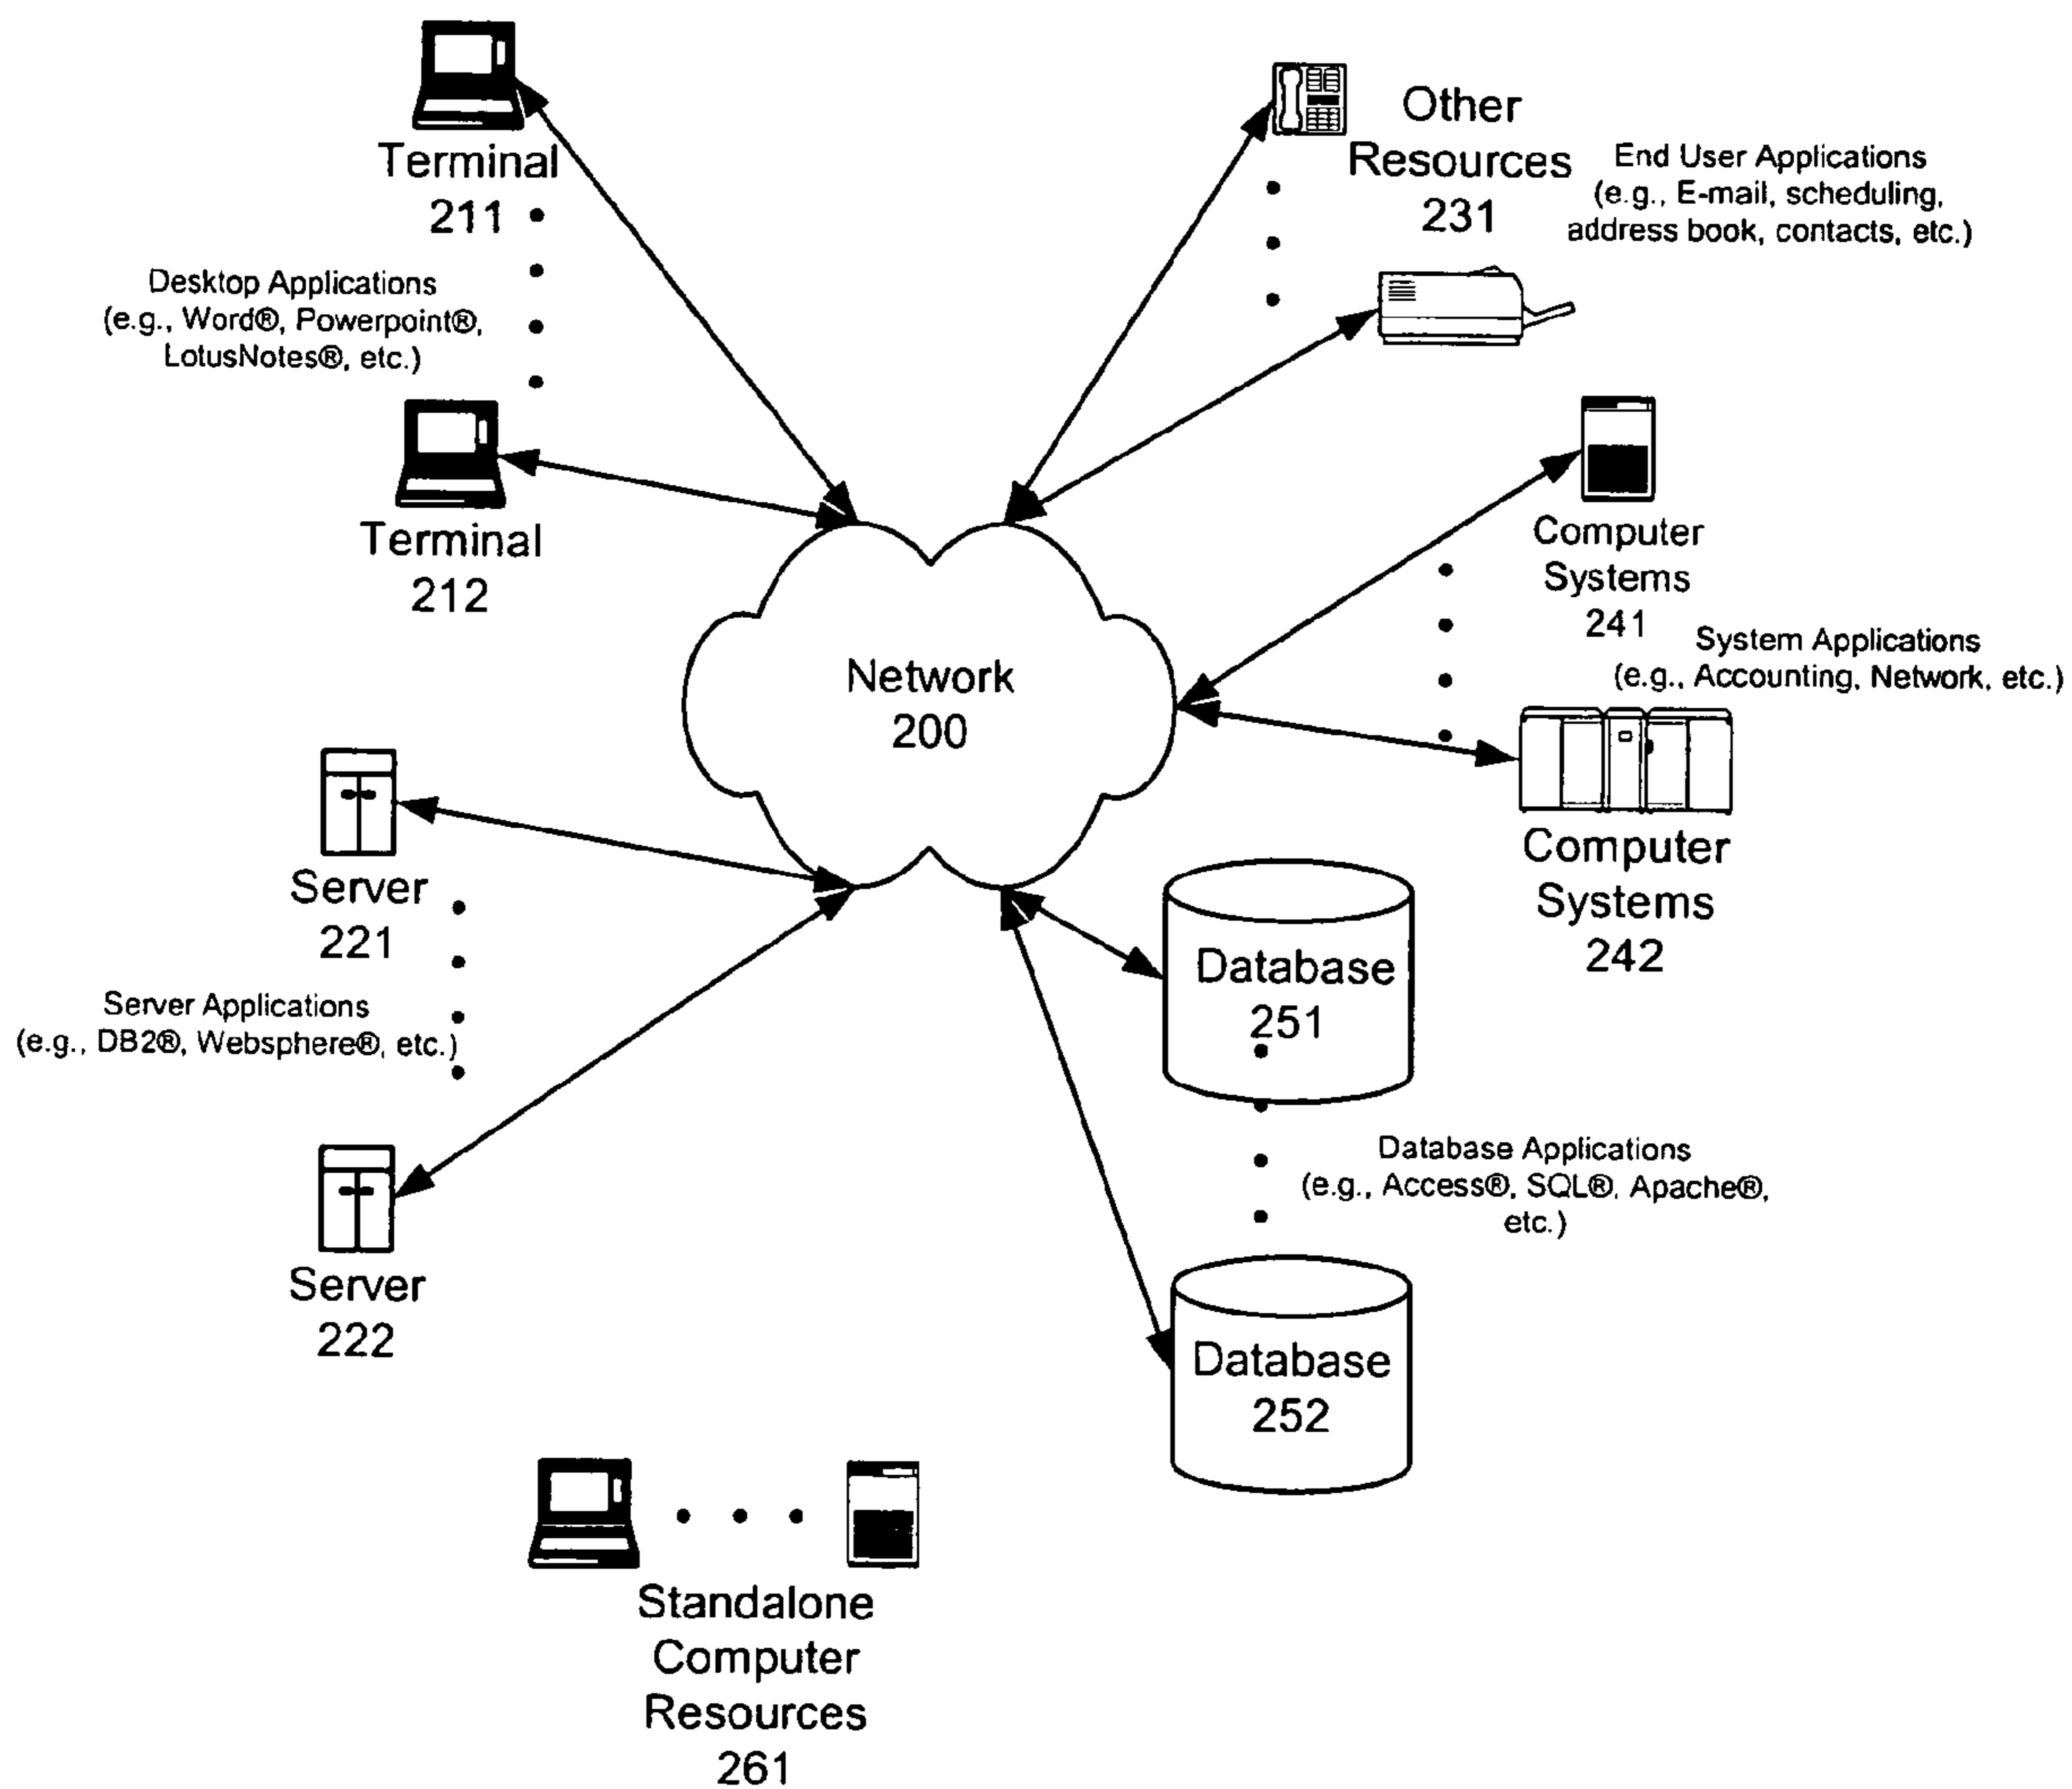 Terminal
211
Desktop Applications
(e.g., Word®, Powerpoint®,
LotusNotes®, etc.)
Terminal
212
Other
Resources
231
End User Applications
(e.g., E-mail, scheduling,
address book, contacts, etc.)
Computer
Systems
241
System Applications
(e.g., Accounting, Network, etc.)
Computer
Systems
242
Network
200
Server
221
Server Applications
(e.g., DB2®, Websphere®, etc.)
Server
222
Database
251
Database Applications
(e.g., Access®, SQL®, Apache®,
etc.)
Database
252
Standalone
Computer
Resources
261